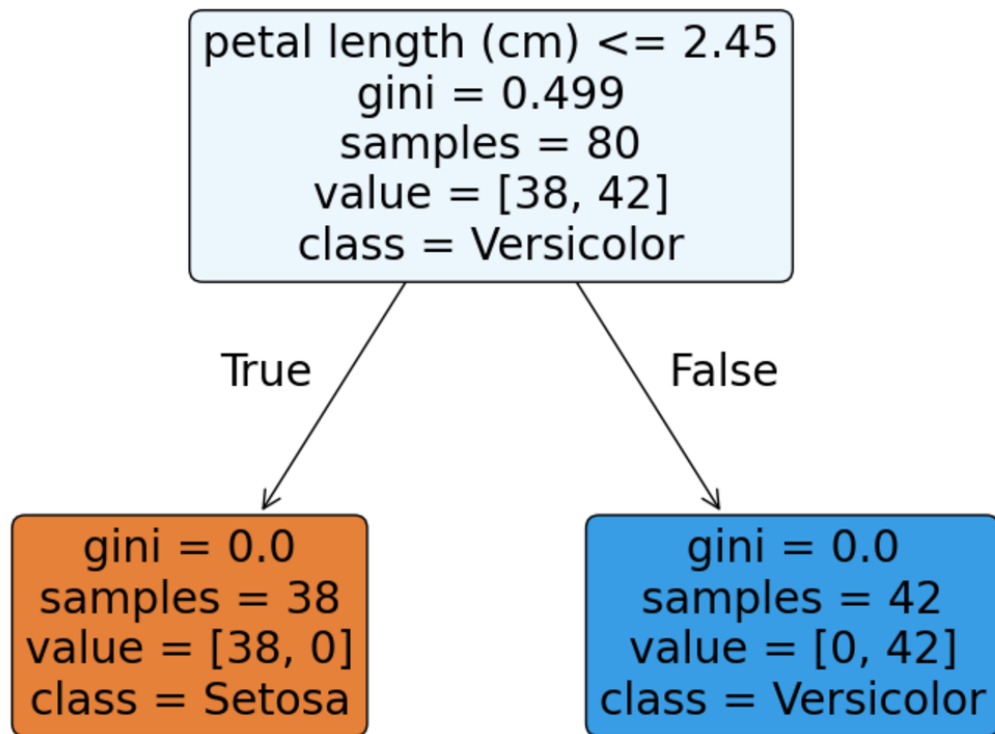 petal length (cm) <= 2.45
gini = 0.499
samples = 80
value = [38, 42]
class = Versicolor
True
False
gini = 0.0
samples = 38
value = [38, 0]
class = Setosa
gini = 0.0
samples = 42
value = [0, 42]
class = Versicolor